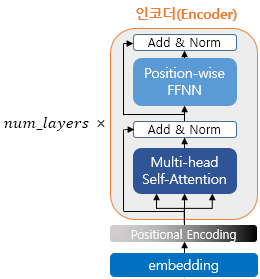 인코더(Encoder)
Add & Norm
Position-wise
FFNN
num_layers ×
Add & Norm
Multi-head
Self-Attention
Positional Encoding
embedding